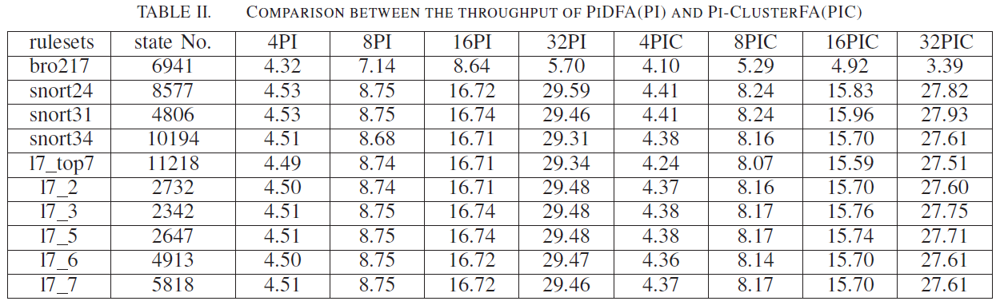 TABLE II. COMPARISON BETWEEN THE THROUGHPUT OF PIDFA(PI) AND PI-CLUSTERFA(PIC)
rulesets state No. 4PI 8PI 16PI 32PI 4PIC 8PIC 16PIC 32PIC
bro217 6941 4.32 7.14 8.64 5.70 4.10 5.29 4.92 3.39
snort24 8577 4.53 8.75 16.72 29.59 4.41 8.24 15.83 27.82
snort31 4806 4.53 8.75 16.74 29.46 4.41 8.24 15.96 27.93
snort34 10194 4.51 8.68 16.71 29.31 4.38 8.16 15.70 27.61
l7_top7 11218 4.49 8.74 16.71 29.34 4.24 8.07 15.59 27.51
l7_2 2732 4.50 8.74 16.71 29.48 4.37 8.16 15.70 27.60
l7_3 2342 4.51 8.75 16.74 29.48 4.38 8.17 15.76 27.75
l7_5 2647 4.51 8.75 16.74 29.48 4.38 8.17 15.74 27.71
l7_6 4913 4.50 8.75 16.72 29.47 4.36 8.14 15.70 27.61
l7_7 5818 4.51 8.75 16.72 29.46 4.37 8.17 15.70 27.61